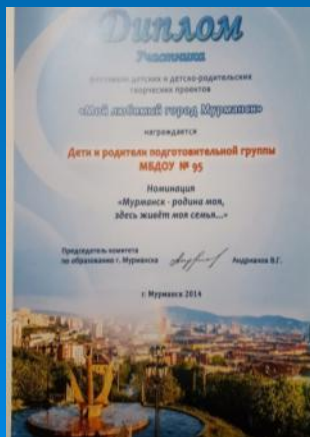 Диплом
Участника
фестиваля детских и детско-родительских
творческих проектов
«Мой любимый город Мурманск»
награждается
Дети и родители подготовительной группы
МБДОУ № 95
Номинация
«Мурманск - родина моя,
здесь живёт моя семья...»
Председатель комитета
по образованию г. Мурманска
Андрианов В.Г.
г. Мурманск 2014